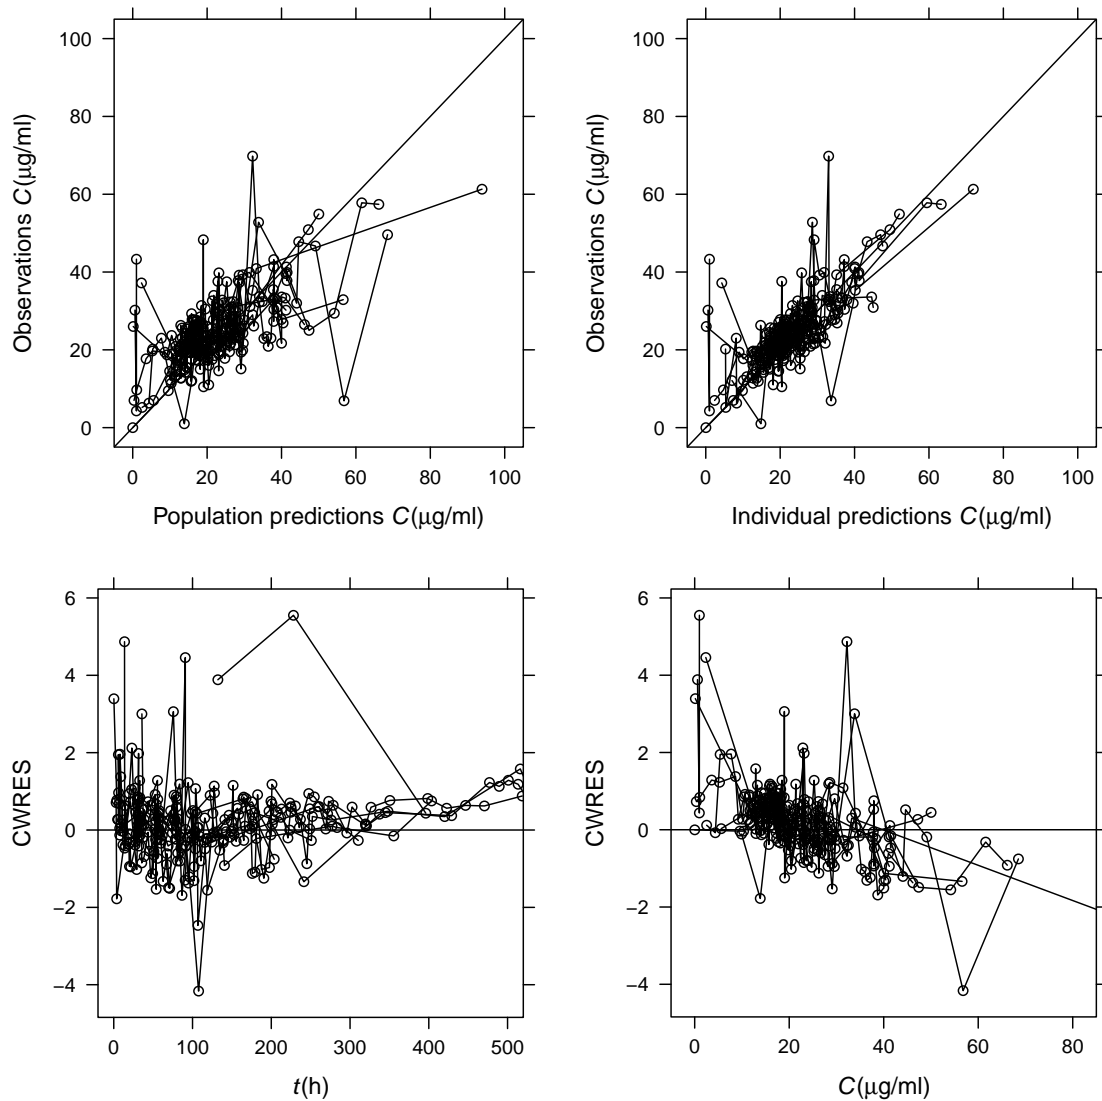 100
80
60
40
20
0
Observations C(μg/ml)
0 20 40 60 80 100
Population predictions C(μg/ml)
100
80
60
40
20
0
Observations C(μg/ml)
0 20 40 60 80 100
Individual predictions C(μg/ml)
6
4
2
0
−2
−4
CWRES
0 100 200 300 400 500
t(h)
6
4
2
0
−2
−4
CWRES
0 20 40 60 80
C(μg/ml)